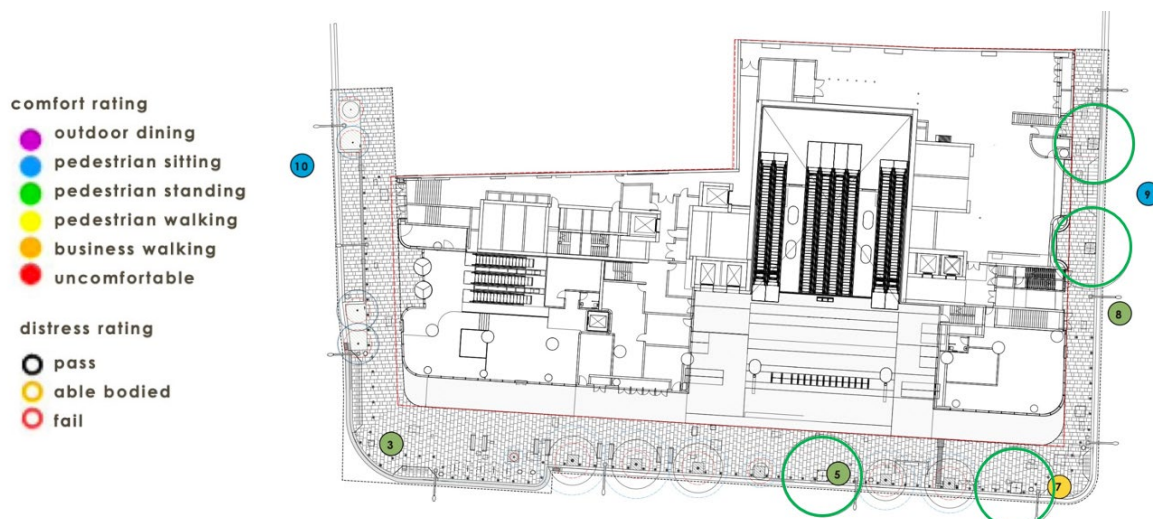 comfort rating
outdoor dining
pedestrian sitting
pedestrian standing
pedestrian walking
business walking
uncomfortable
distress rating
pass
able bodied
fail
10
9
8
3
5
7